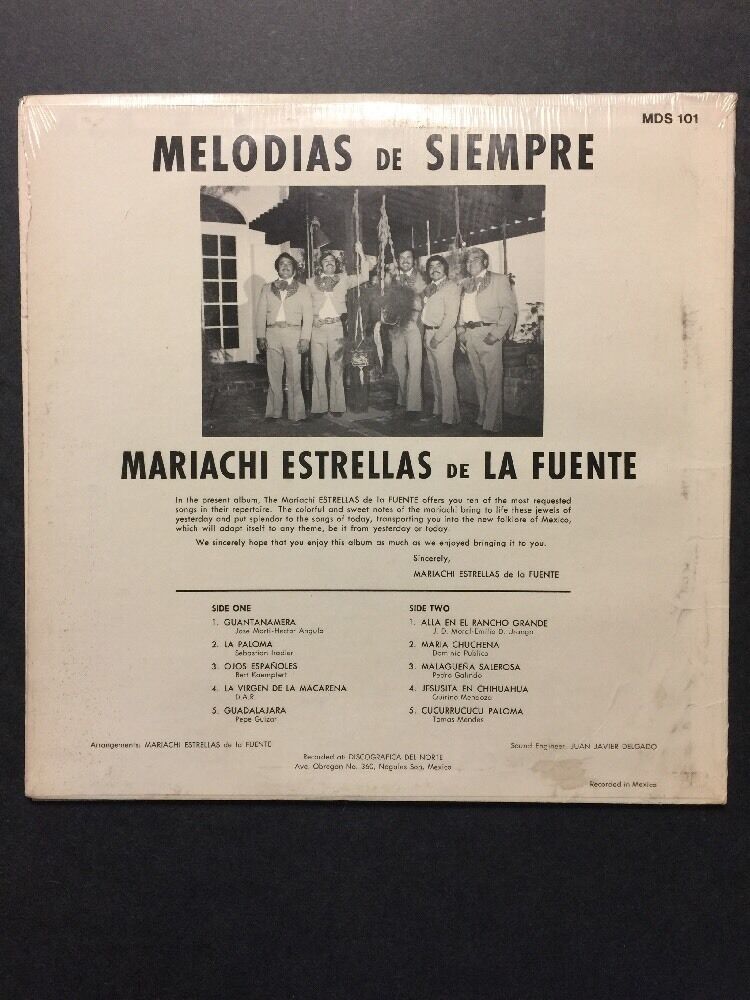 MDS 101
MELODIAS DE SIEMPRE
MARIACHI ESTRELLAS DE LA FUENTE
In the present album, The Mariachi ESTRELLAS de la FUENTE offers you ten of the most requested
songs in their repertoire. The colorful and sweet notes of the mariachi bring to life these jewels of
yesterday and put splendor to the songs of today, transporting you into the new folklore of Mexico,
which will adapt itself to any theme, be it from yesterday or today.
We sincerely hope that you enjoy this album as much as we enjoyed bringing it to you.
Sincerely,
MARIACHI ESTRELLAS de la FUENTE
SIDE ONE
1. GUANTANAMERA
Jose Marti-Hector Angulo
2. LA PALOMA
Sebastian Iradier
3. OJOS ESPAÑOLES
Bert Kaempfert
4. LA VIRGEN DE LA MACARENA
D.A.R.
5. GUADALAJARA
Pepe Guizar
SIDE TWO
1. ALLA EN EL RANCHO GRANDE
J. D. Moral-Emilio D. Uranga
2. MARIA CHUCHENA
Dominio Publico
3. MALAGUEÑA SALEROSA
Pedro Galindo
4. JESUSITA EN CHIHUAHUA
Quirino Mendoza
5. CUCURRUCUCU PALOMA
Tomas Mendes
Arrangements: MARIACHI ESTRELLAS de la FUENTE
Sound Engineer: JUAN JAVIER DELGADO
Recorded at: DISCOGRAFICA DEL NORTE
Ave. Obregon No. 360, Nogales Son, Mexico
Recorded in Mexico